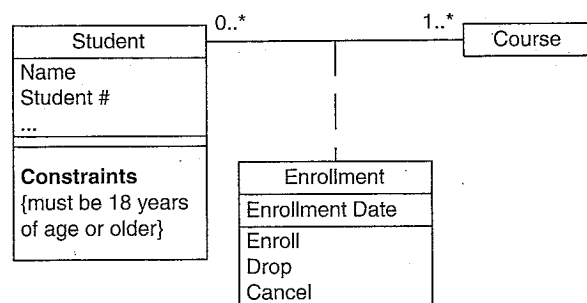 Student
Name
Student #
...
Constraints
{must be 18 years
of age or older}
0..*
1..*
Course
Enrollment
Enrollment Date
Enroll
Drop
Cancel